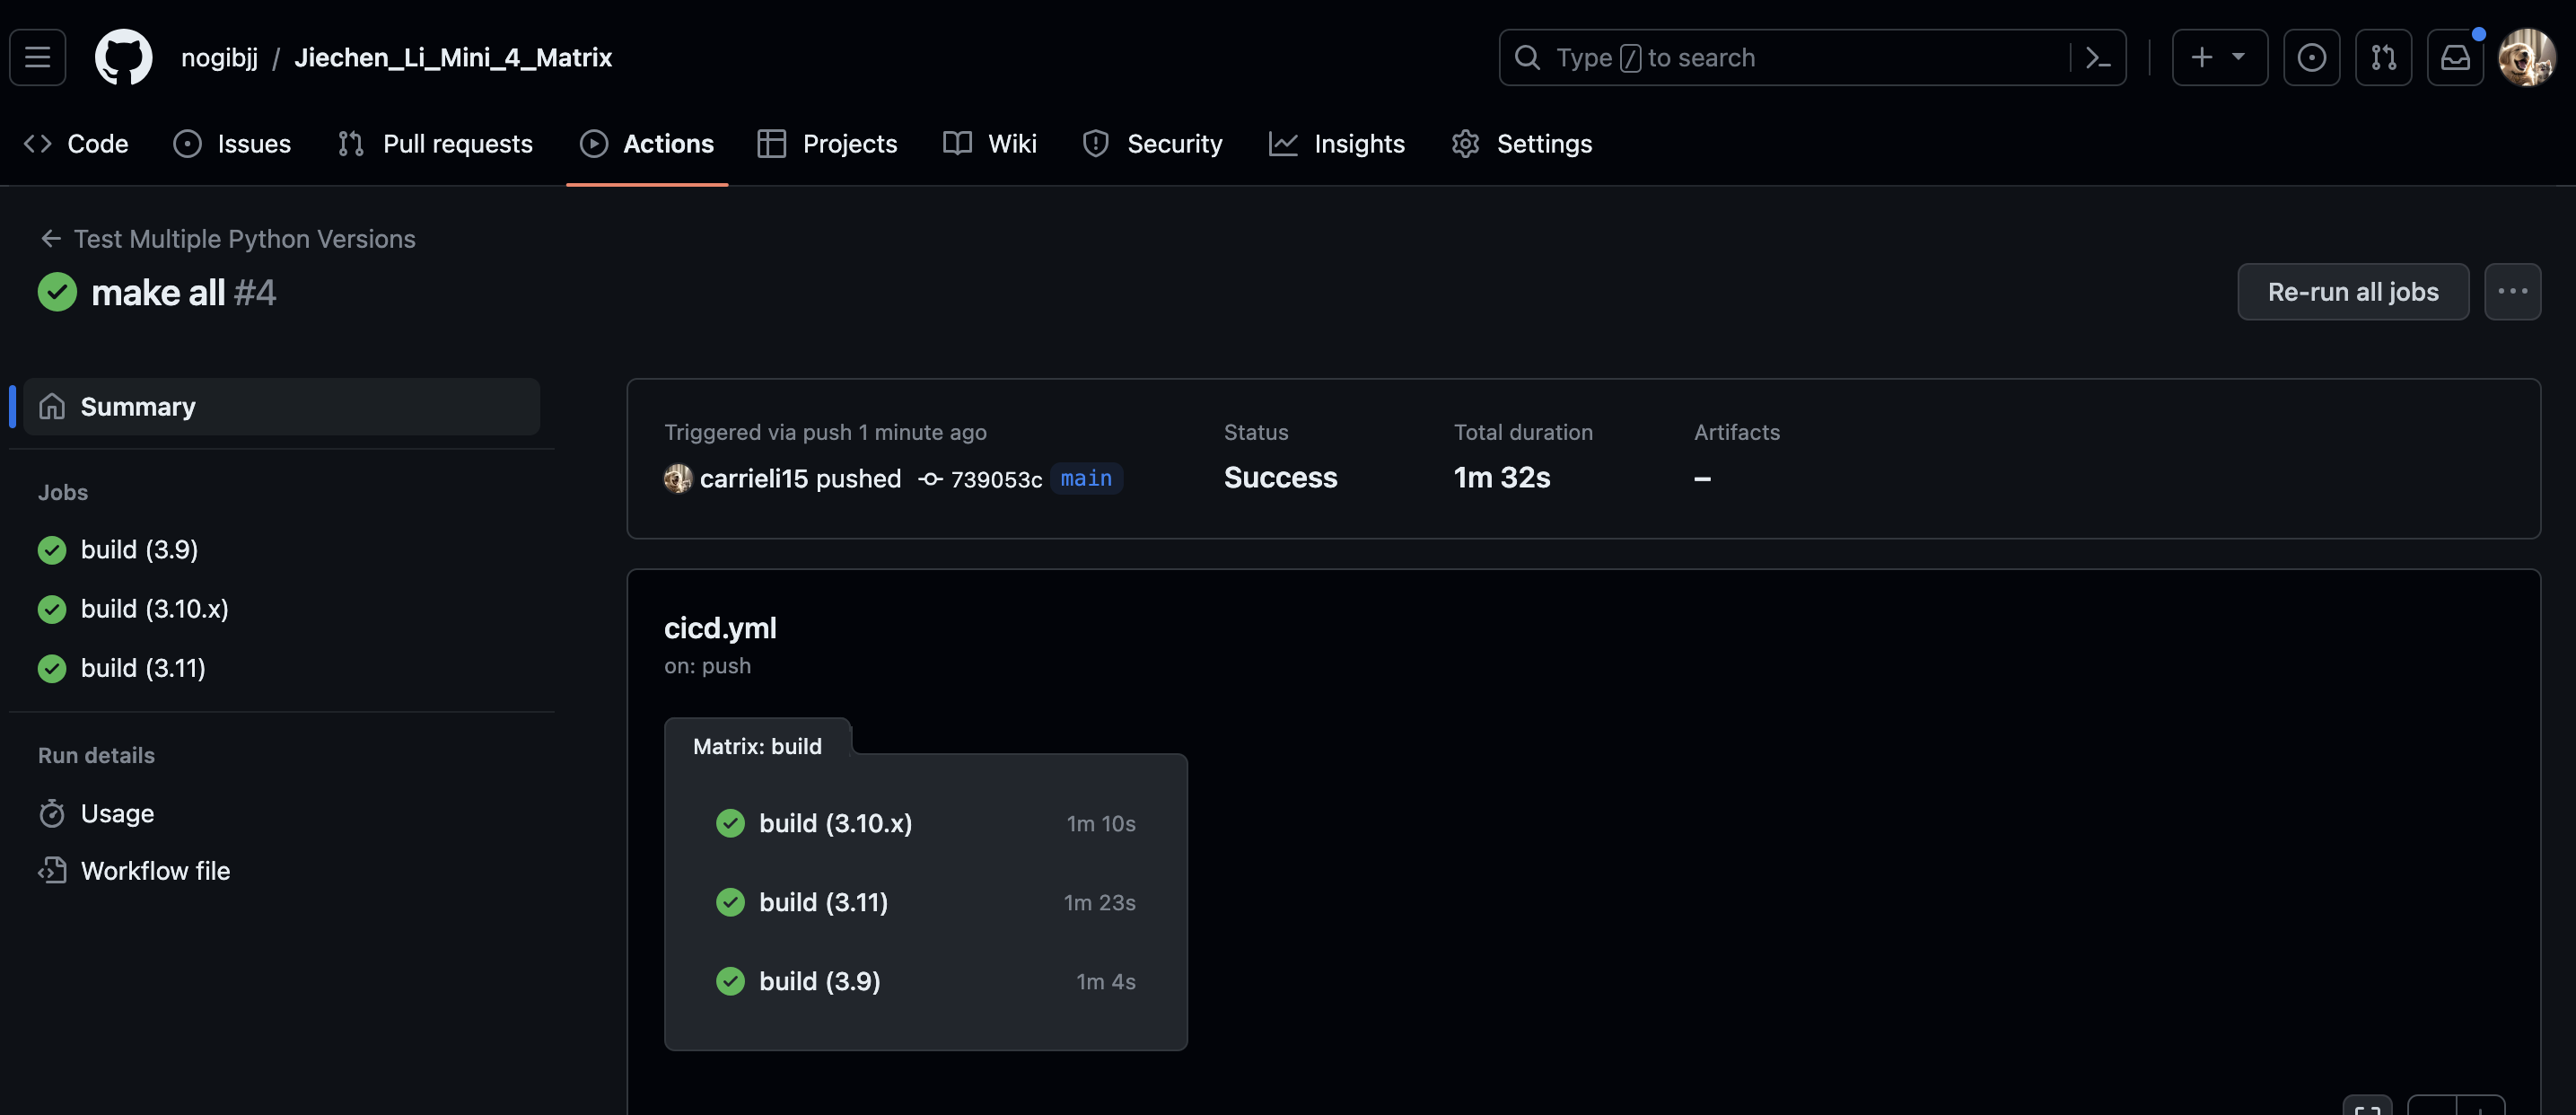 nogibjj / Jiechen_Li_Mini_4_Matrix
Type / to search
Code Issues Pull requests Actions Projects Wiki Security Insights Settings
Test Multiple Python Versions
make all #4
Re-run all jobs
Summary
Jobs
build (3.9)
build (3.10.x)
build (3.11)
Run details
Usage
Workflow file
Triggered via push 1 minute ago
carrieli15 pushed 739053c main
Status
Success
Total duration
1m 32s
Artifacts
–
cicd.yml
on: push
Matrix: build
build (3.10.x) 1m 10s
build (3.11) 1m 23s
build (3.9) 1m 4s